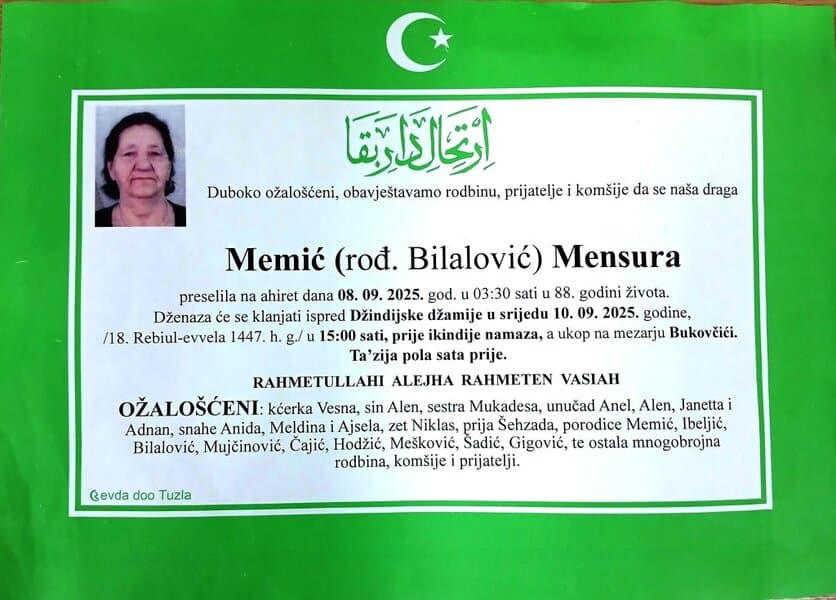 اِرْتِحَالِ دَارِ بَقَا
Duboko ožalošćeni, obavještavamo rodbinu, prijatelje i komšije da se naša draga
Memić (rođ. Bilalović) Mensura
preselila na ahiret dana 08. 09. 2025. god. u 03:30 sati u 88. godini života.
Dženaza će se klanjati ispred Džindijske džamije u srijedu 10. 09. 2025. godine,
/18. Rebiul-evvela 1447. h. g./ u 15:00 sati, prije ikindije namaza, a ukop na mezarju Bukovčići.
Ta'zija pola sata prije.
RAHMETULLAHI ALEJHA RAHMETEN VASIAH
OŽALOŠĆENI: kćerka Vesna, sin Alen, sestra Mukadesa, unučad Anel, Alen, Janetta i
Adnan, snahe Anida, Meldina i Ajsela, zet Niklas, prija Šehzada, porodice Memić, Ibeljić,
Bilalović, Mujčinović, Čajić, Hodžić, Mešković, Šadić, Gigović, te ostala mnogobrojna
rodbina, komšije i prijatelji.
Cevda doo Tuzla